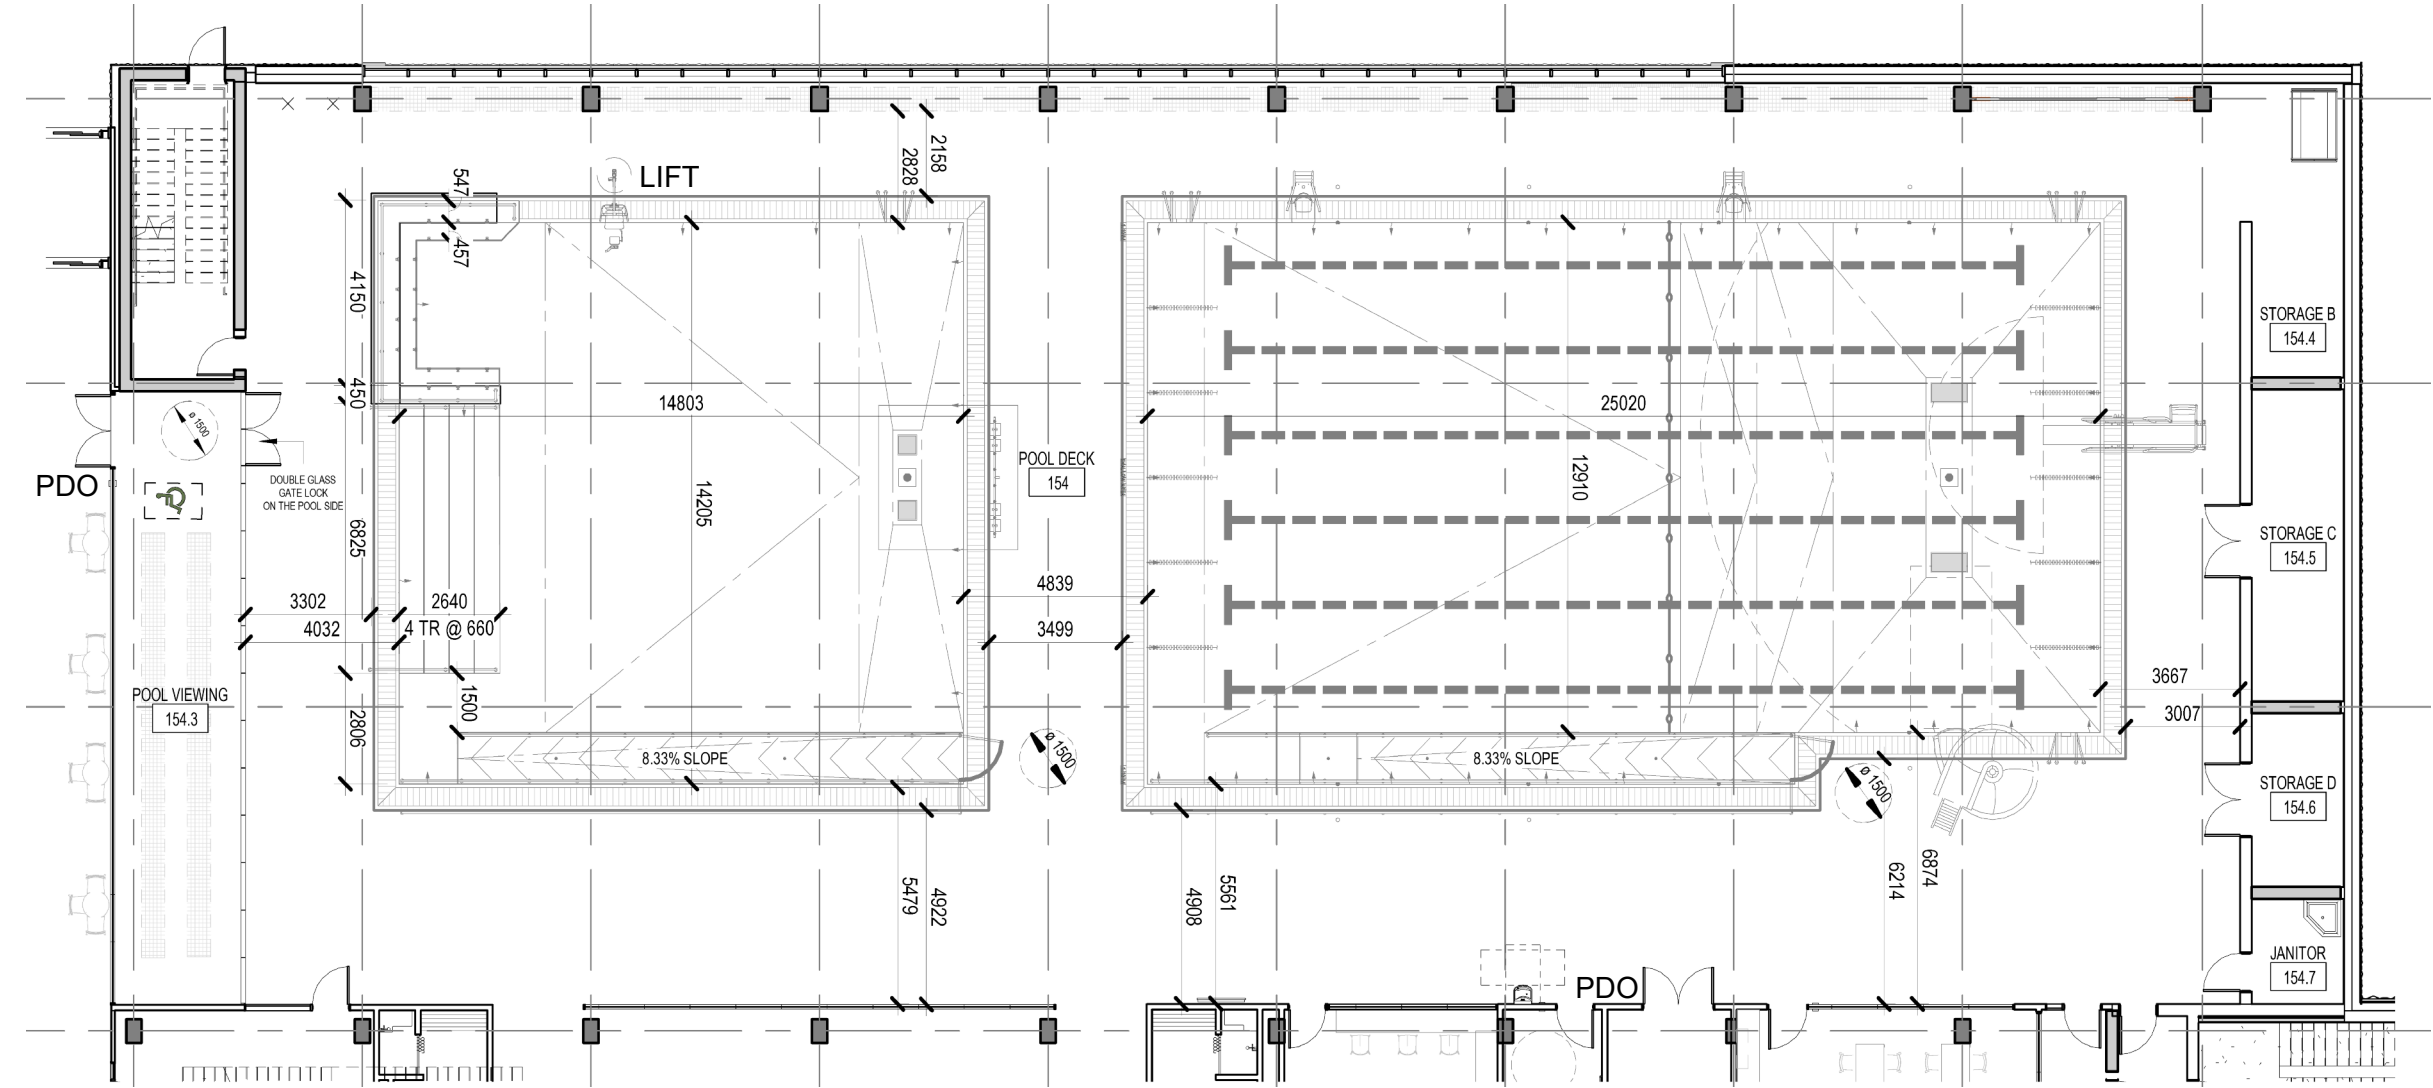 LIFT
2158
2828
547
457
4150
450
14803
25020
STORAGE B
154.4
Ø 1500
PDO
DOUBLE GLASS
GATE LOCK
ON THE POOL SIDE
POOL DECK
154
14205
12910
6825
STORAGE C
154.5
3302
2640
4032
4 TR @ 660
4839
3499
POOL VIEWING
154.3
1500
2806
3667
3007
8.33% SLOPE
Ø 1500
8.33% SLOPE
Ø 1500
STORAGE D
154.6
5479
4922
4908
5561
6214
6874
JANITOR
154.7
PDO